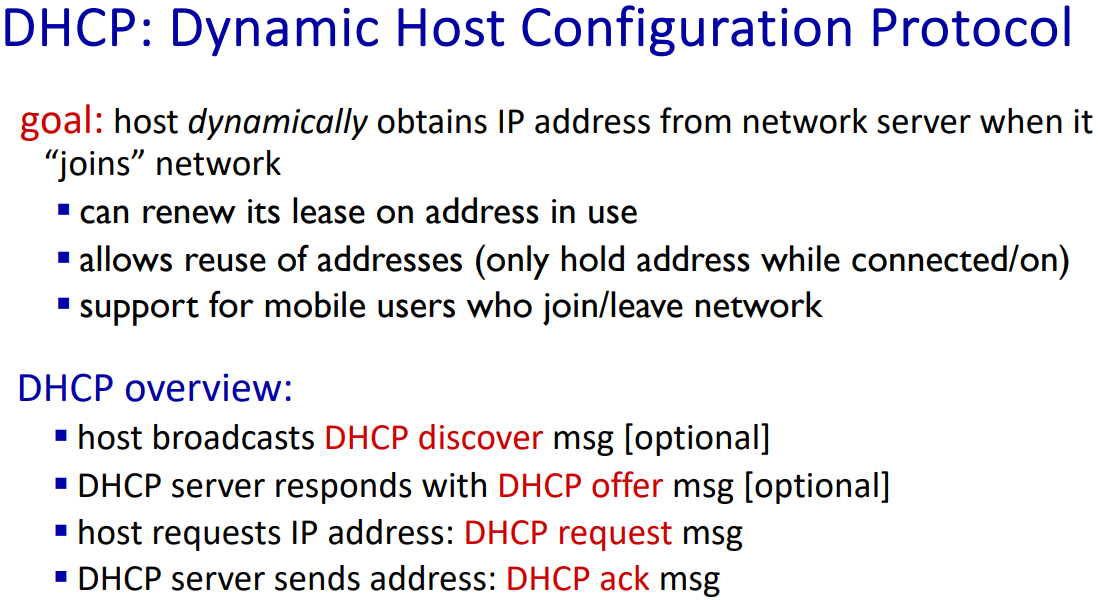 DHCP: Dynamic Host Configuration Protocol
goal: host dynamically obtains IP address from network server when it
“joins” network
▪ can renew its lease on address in use
▪ allows reuse of addresses (only hold address while connected/on)
▪ support for mobile users who join/leave network
DHCP overview:
▪ host broadcasts DHCP discover msg [optional]
▪ DHCP server responds with DHCP offer msg [optional]
▪ host requests IP address: DHCP request msg
▪ DHCP server sends address: DHCP ack msg